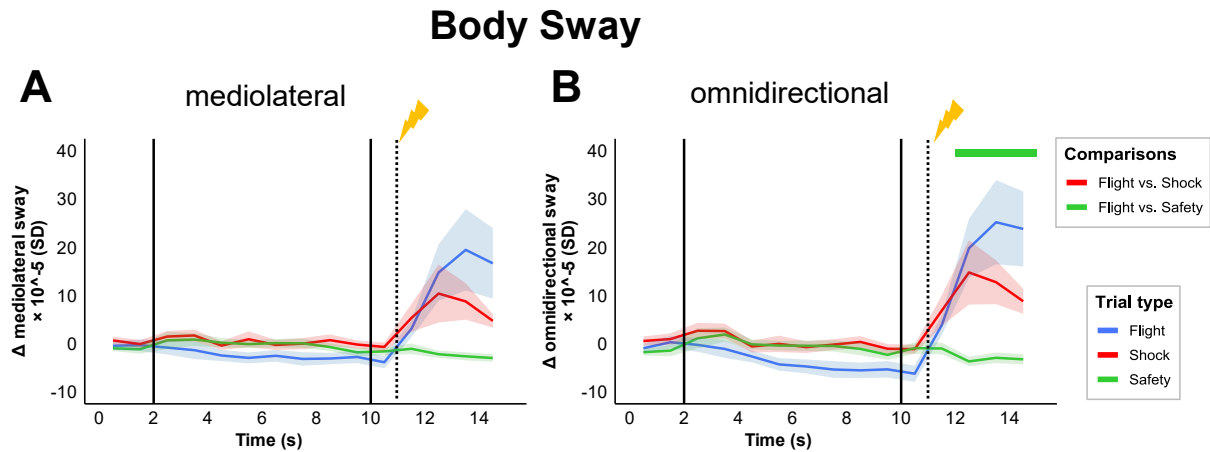 Body Sway
A
mediolateral
Δ mediolateral sway
× 10^-5 (SD)
40
30
20
10
0
-10
0 2 4 6 8 10 12 14
Time (s)
B
omnidirectional
Δ omnidirectional sway
× 10^-5 (SD)
40
30
20
10
0
-10
0 2 4 6 8 10 12 14
Time (s)
Comparisons
Flight vs. Shock
Flight vs. Safety
Trial type
Flight
Shock
Safety